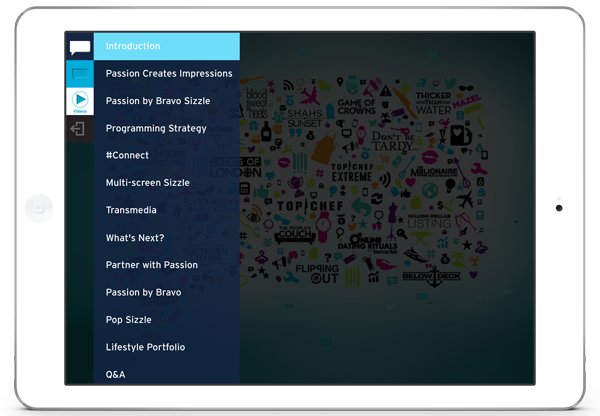 Introduction
Passion Creates Impressions
Passion by Bravo Sizzle
Videos
Programming Strategy
#Connect
Multi-screen Sizzle
Transmedia
What's Next?
Partner with Passion
Passion by Bravo
Pop Sizzle
Lifestyle Portfolio
Q&A
blood
sweat
heels
SHAHS
SUNSET
GAME OF
CROWNS
THICKER
THAN
WATER
MAZEL
DON'T BE
TARDY...
LADIES OF
LONDON
TOP CHEF
EXTREME
MILLIONAIRE
TOP CHEF
THE PEOPLE'S
COUCH
ONLINE
DATING RITUALS
MILLION DOLLAR
LISTING
FLIPPING
OUT
BELOW DECK